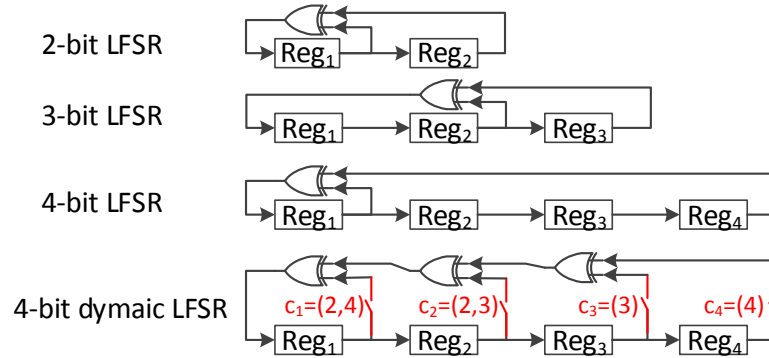 2-bit LFSR
Reg₁ Reg₂
3-bit LFSR
Reg₁ Reg₂ Reg₃
4-bit LFSR
Reg₁ Reg₂ Reg₃ Reg₄
4-bit dymaic LFSR
c₁=(2,4) c₂=(2,3) c₃=(3) c₄=(4)
Reg₁ Reg₂ Reg₃ Reg₄